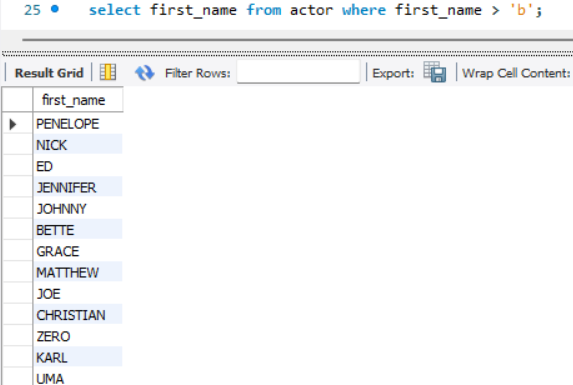 25 select first_name from actor where first_name > 'b';
Result Grid Filter Rows: Export: Wrap Cell Content:
first_name
PENELOPE
NICK
ED
JENNIFER
JOHNNY
BETTE
GRACE
MATTHEW
JOE
CHRISTIAN
ZERO
KARL
UMA